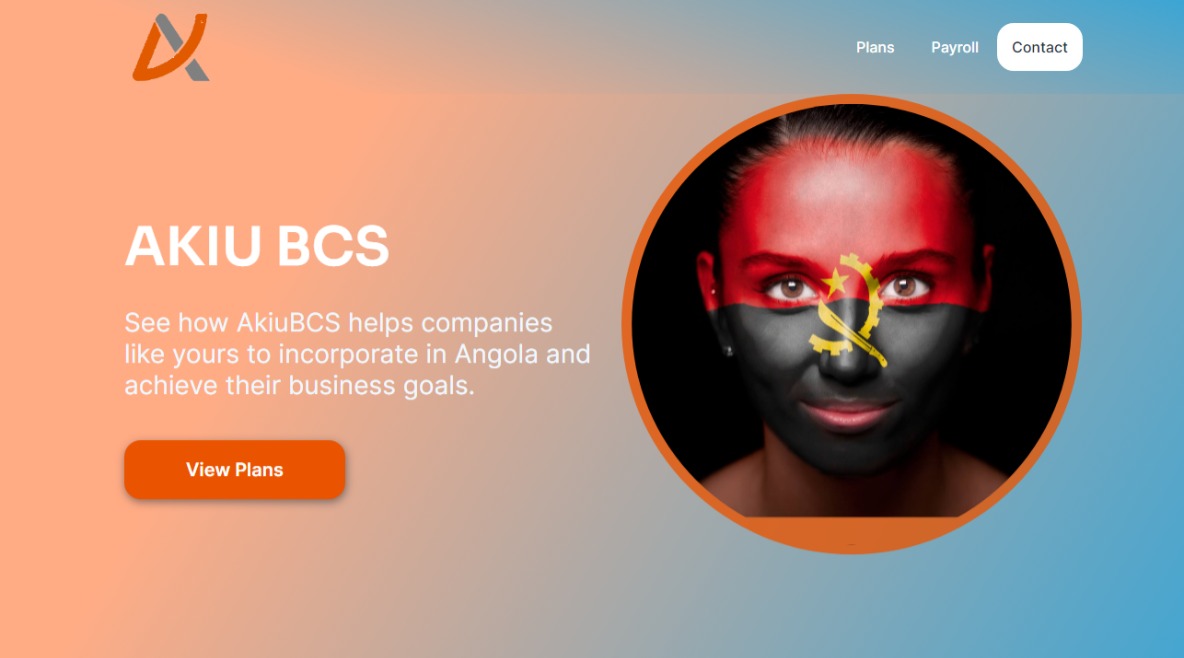 Plans
Payroll
Contact
AKIU BCS
See how AkiuBCS helps companies
like yours to incorporate in Angola and
achieve their business goals.
View Plans